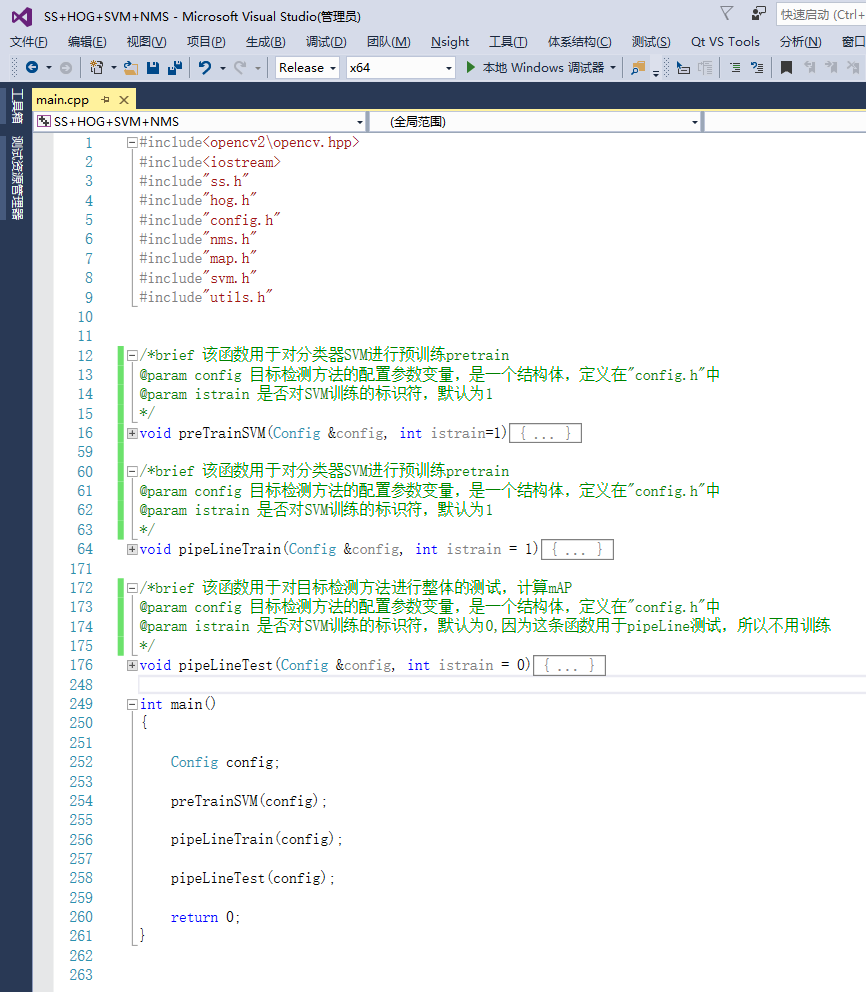 SS+HOG+SVM+NMS - Microsoft Visual Studio(管理员)
快速启动 (Ctrl+
文件(F) 编辑(E) 视图(V) 项目(P) 生成(B) 调试(D) 团队(M) Nsight 工具(T) 体系结构(C) 测试(S) Qt VS Tools 分析(N) 窗口
Release x64 本地 Windows 调试器
工具箱
测试资源管理器
main.cpp
SS+HOG+SVM+NMS (全局范围)
1 #include<opencv2\opencv.hpp>
2 #include<iostream>
3 #include"ss.h"
4 #include"hog.h"
5 #include"config.h"
6 #include"nms.h"
7 #include"map.h"
8 #include"svm.h"
9 #include"utils.h"
10
11
12 /*brief 该函数用于对分类器SVM进行预训练pretrain
13 @param config 目标检测方法的配置参数变量，是一个结构体，定义在"config.h"中
14 @param istrain 是否对SVM训练的标识符，默认为1
15 */
16 void preTrainSVM(Config &config, int istrain=1){ ... }
59
60 /*brief 该函数用于对分类器SVM进行预训练pretrain
61 @param config 目标检测方法的配置参数变量，是一个结构体，定义在"config.h"中
62 @param istrain 是否对SVM训练的标识符，默认为1
63 */
64 void pipeLineTrain(Config &config, int istrain = 1){ ... }
171
172 /*brief 该函数用于对目标检测方法进行整体的测试，计算mAP
173 @param config 目标检测方法的配置参数变量，是一个结构体，定义在"config.h"中
174 @param istrain 是否对SVM训练的标识符，默认为0,因为这条函数用于pipeLine测试，所以不用训练
175 */
176 void pipeLineTest(Config &config, int istrain = 0){ ... }
248
249 int main()
250 {
251
252 Config config;
253
254 preTrainSVM(config);
255
256 pipeLineTrain(config);
257
258 pipeLineTest(config);
259
260 return 0;
261 }
262
263